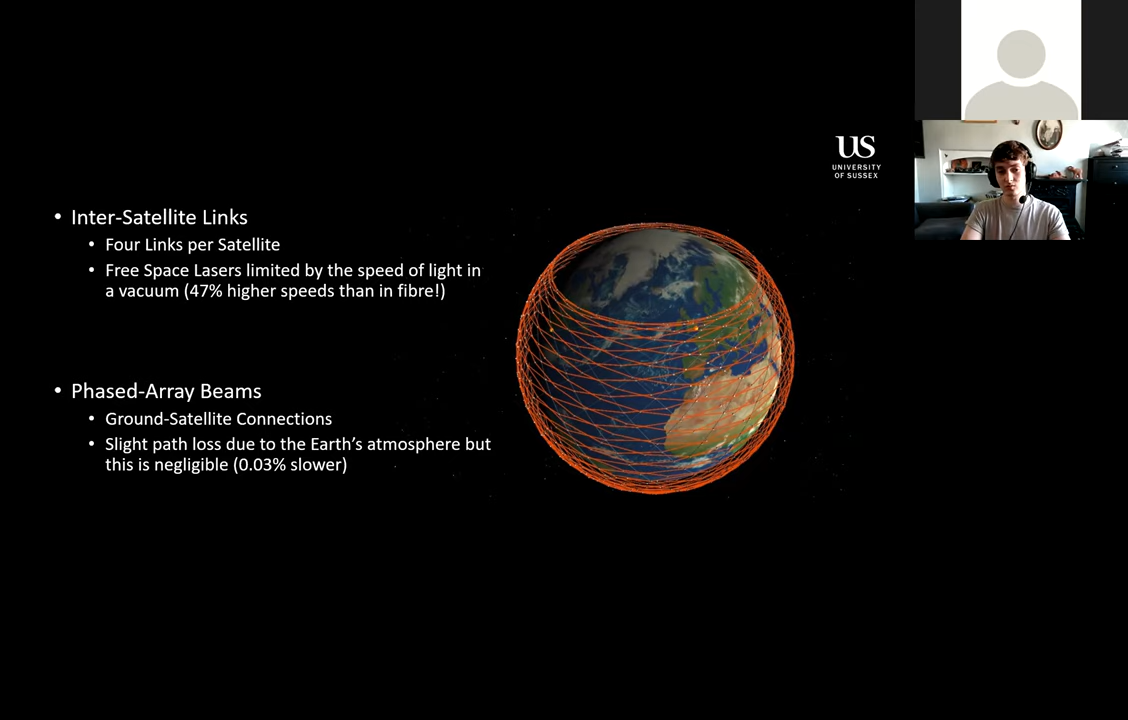 US
UNIVERSITY
OF SUSSEX
• Inter-Satellite Links
• Four Links per Satellite
• Free Space Lasers limited by the speed of light in
a vacuum (47% higher speeds than in fibre!)
• Phased-Array Beams
• Ground-Satellite Connections
• Slight path loss due to the Earth’s atmosphere but
this is negligible (0.03% slower)